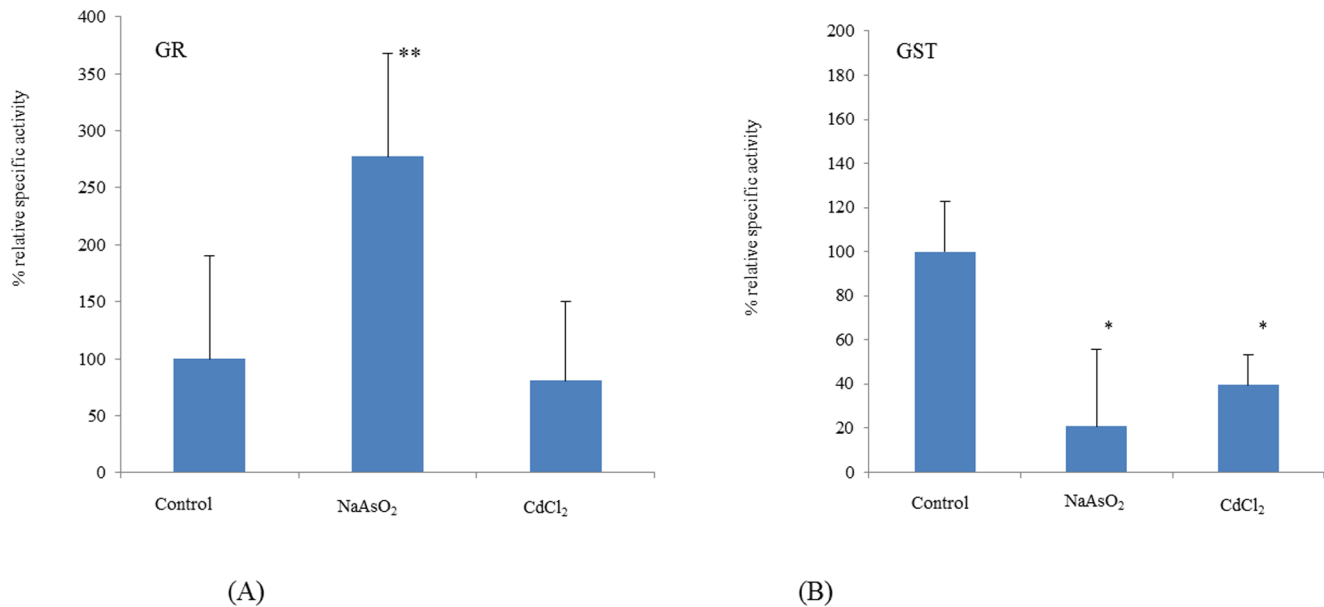 400
350
300
250
200
150
100
50
0
% relative specific activity
GR
**
Control
NaAsO₂
CdCl₂
(A)
200
180
160
140
120
100
80
60
40
20
0
% relative specific activity
GST
*
*
Control
NaAsO₂
CdCl₂
(B)